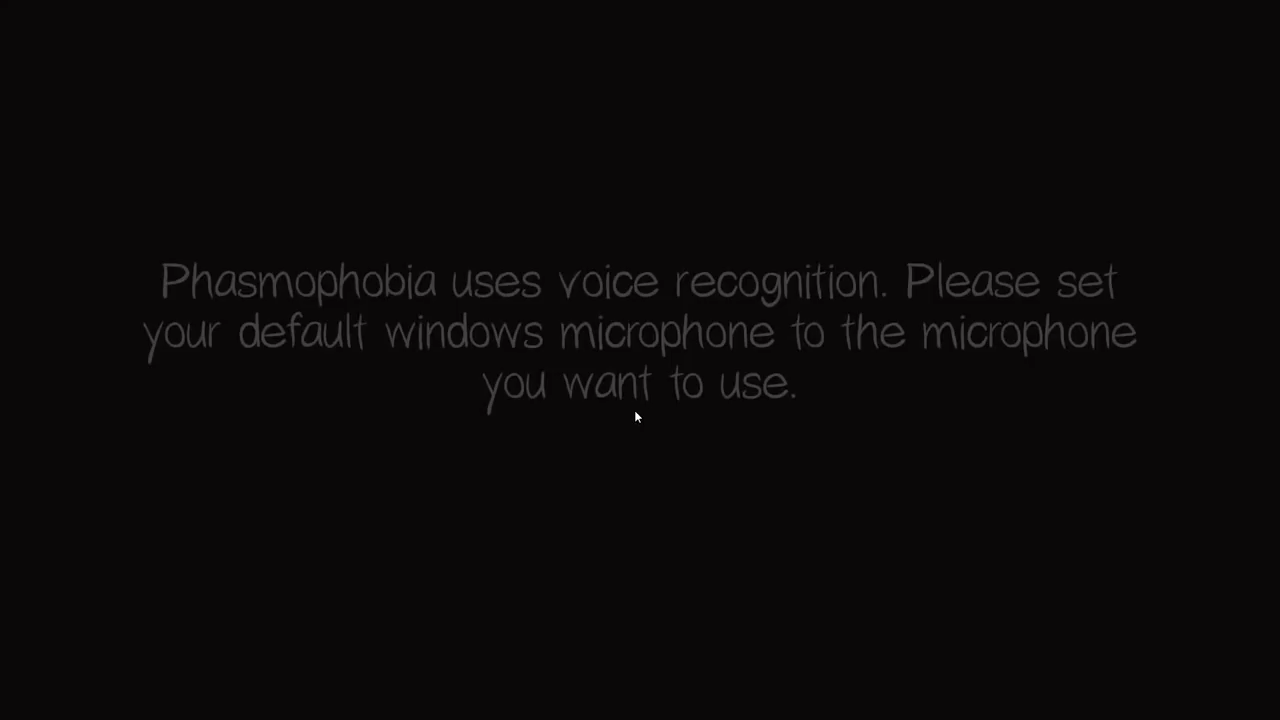 Phasmophobia uses voice recognition. Please set
your default windows microphone to the microphone
you want to use.